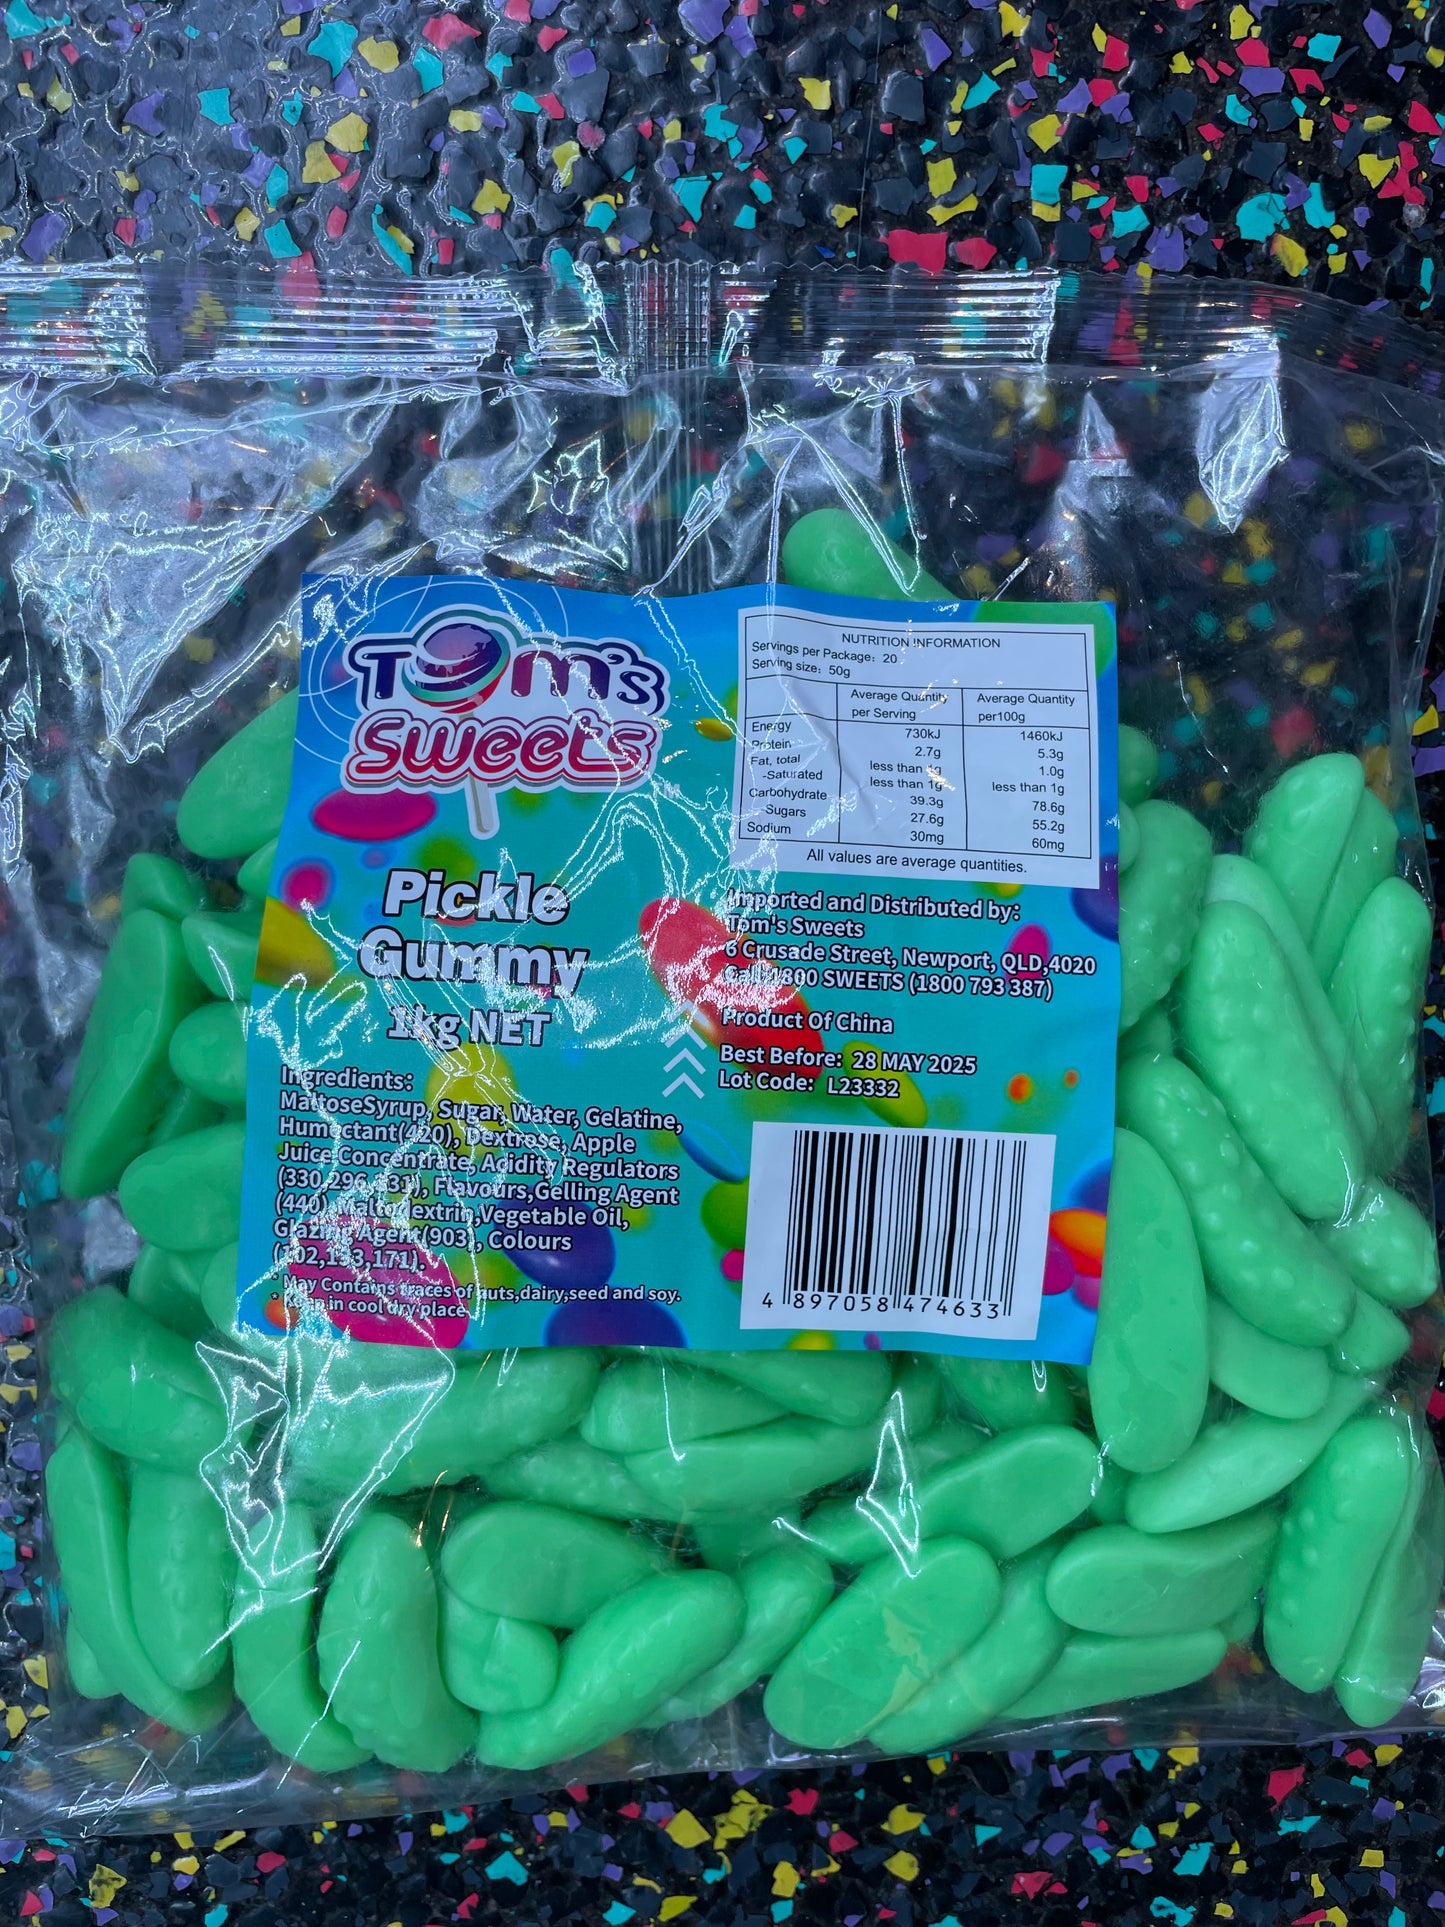 Tom's
Sweets
TM
Pickle
Gummy
1kg NET
Ingredients:
MaltoseSyrup, Sugar, Water, Gelatine,
Humectant(420), Dextrose, Apple
Juice Concentrate, Acidity Regulators
(330,296,331), Flavours,Gelling Agent
(440),Maltodextrin,Vegetable Oil,
Glazing Agent(903), Colours
(102,133,171).
* May Contains traces of nuts,dairy,seed and soy.
* Keep in cool dry place
NUTRITION INFORMATION
Servings per Package: 20
Serving size: 50g
Average Quantity per Serving Average Quantity per100g
Energy 730kJ 1460kJ
Protein 2.7g 5.3g
Fat, total less than 1g 1.0g
-Saturated less than 1g less than 1g
Carbohydrate 39.3g 78.6g
Sugars 27.6g 55.2g
Sodium 30mg 60mg
All values are average quantities.
Imported and Distributed by:
Tom's Sweets
6 Crusade Street, Newport, QLD,4020
Call 1800 SWEETS (1800 793 387)
Product Of China
Best Before: 28 MAY 2025
Lot Code: L23332
4 897058 474633